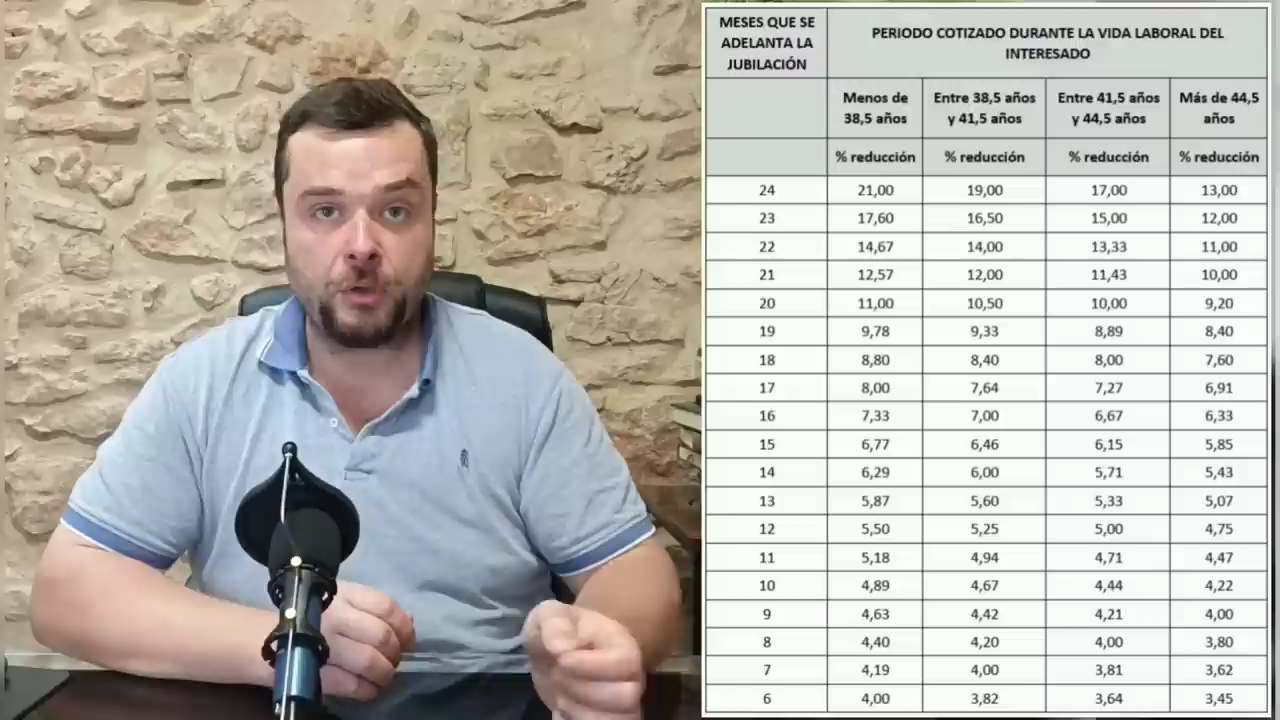 MESES QUE SE
ADELANTA LA
JUBILACIÓN
PERIODO COTIZADO DURANTE LA VIDA LABORAL DEL
INTERESADO
Menos de
38,5 años
Entre 38,5 años
y 41,5 años
Entre 41,5 años
y 44,5 años
Más de 44,5
años
% reducción % reducción % reducción % reducción
24 21,00 19,00 17,00 13,00
23 17,60 16,50 15,00 12,00
22 14,67 14,00 13,33 11,00
21 12,57 12,00 11,43 10,00
20 11,00 10,50 10,00 9,20
19 9,78 9,33 8,89 8,40
18 8,80 8,40 8,00 7,60
17 8,00 7,64 7,27 6,91
16 7,33 7,00 6,67 6,33
15 6,77 6,46 6,15 5,85
14 6,29 6,00 5,71 5,43
13 5,87 5,60 5,33 5,07
12 5,50 5,25 5,00 4,75
11 5,18 4,94 4,71 4,47
10 4,89 4,67 4,44 4,22
9 4,63 4,42 4,21 4,00
8 4,40 4,20 4,00 3,80
7 4,19 4,00 3,81 3,62
6 4,00 3,82 3,64 3,45